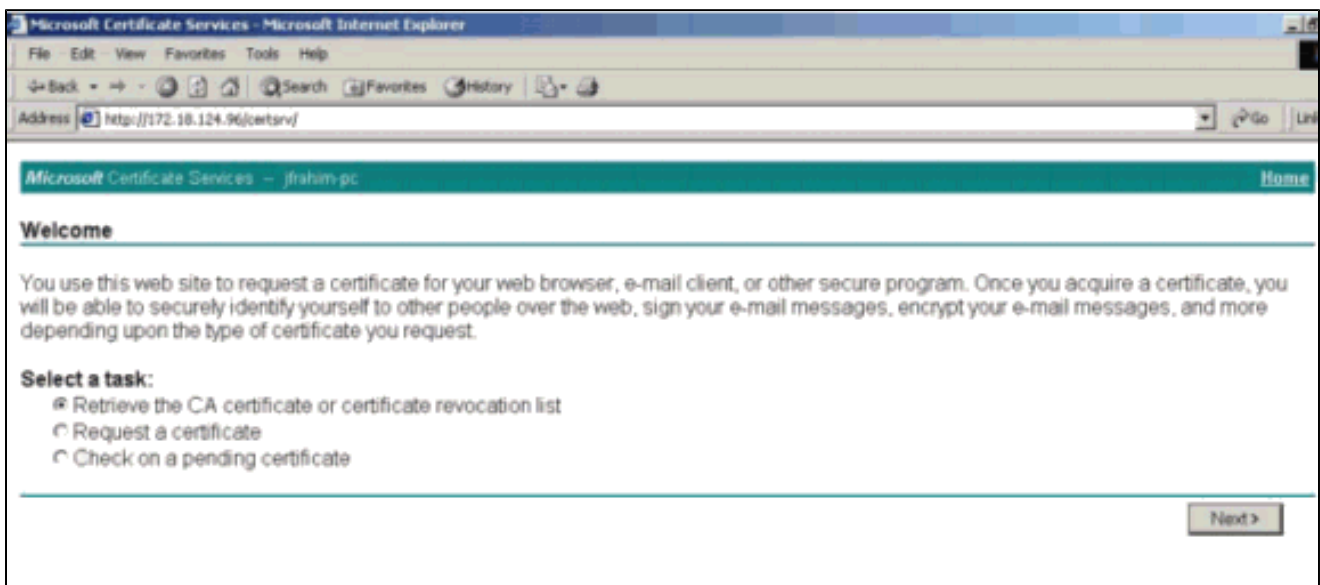 Microsoft Certificate Services - Microsoft Internet Explorer
File Edit View Favorites Tools Help
Back Search Favorites History
Address http://172.18.124.96/certsrv/ Go
Microsoft Certificate Services -- jfrahim-pc Home
Welcome
You use this web site to request a certificate for your web browser, e-mail client, or other secure program. Once you acquire a certificate, you
will be able to securely identify yourself to other people over the web, sign your e-mail messages, encrypt your e-mail messages, and more
depending upon the type of certificate you request.
Select a task:
Retrieve the CA certificate or certificate revocation list
Request a certificate
Check on a pending certificate
Next >